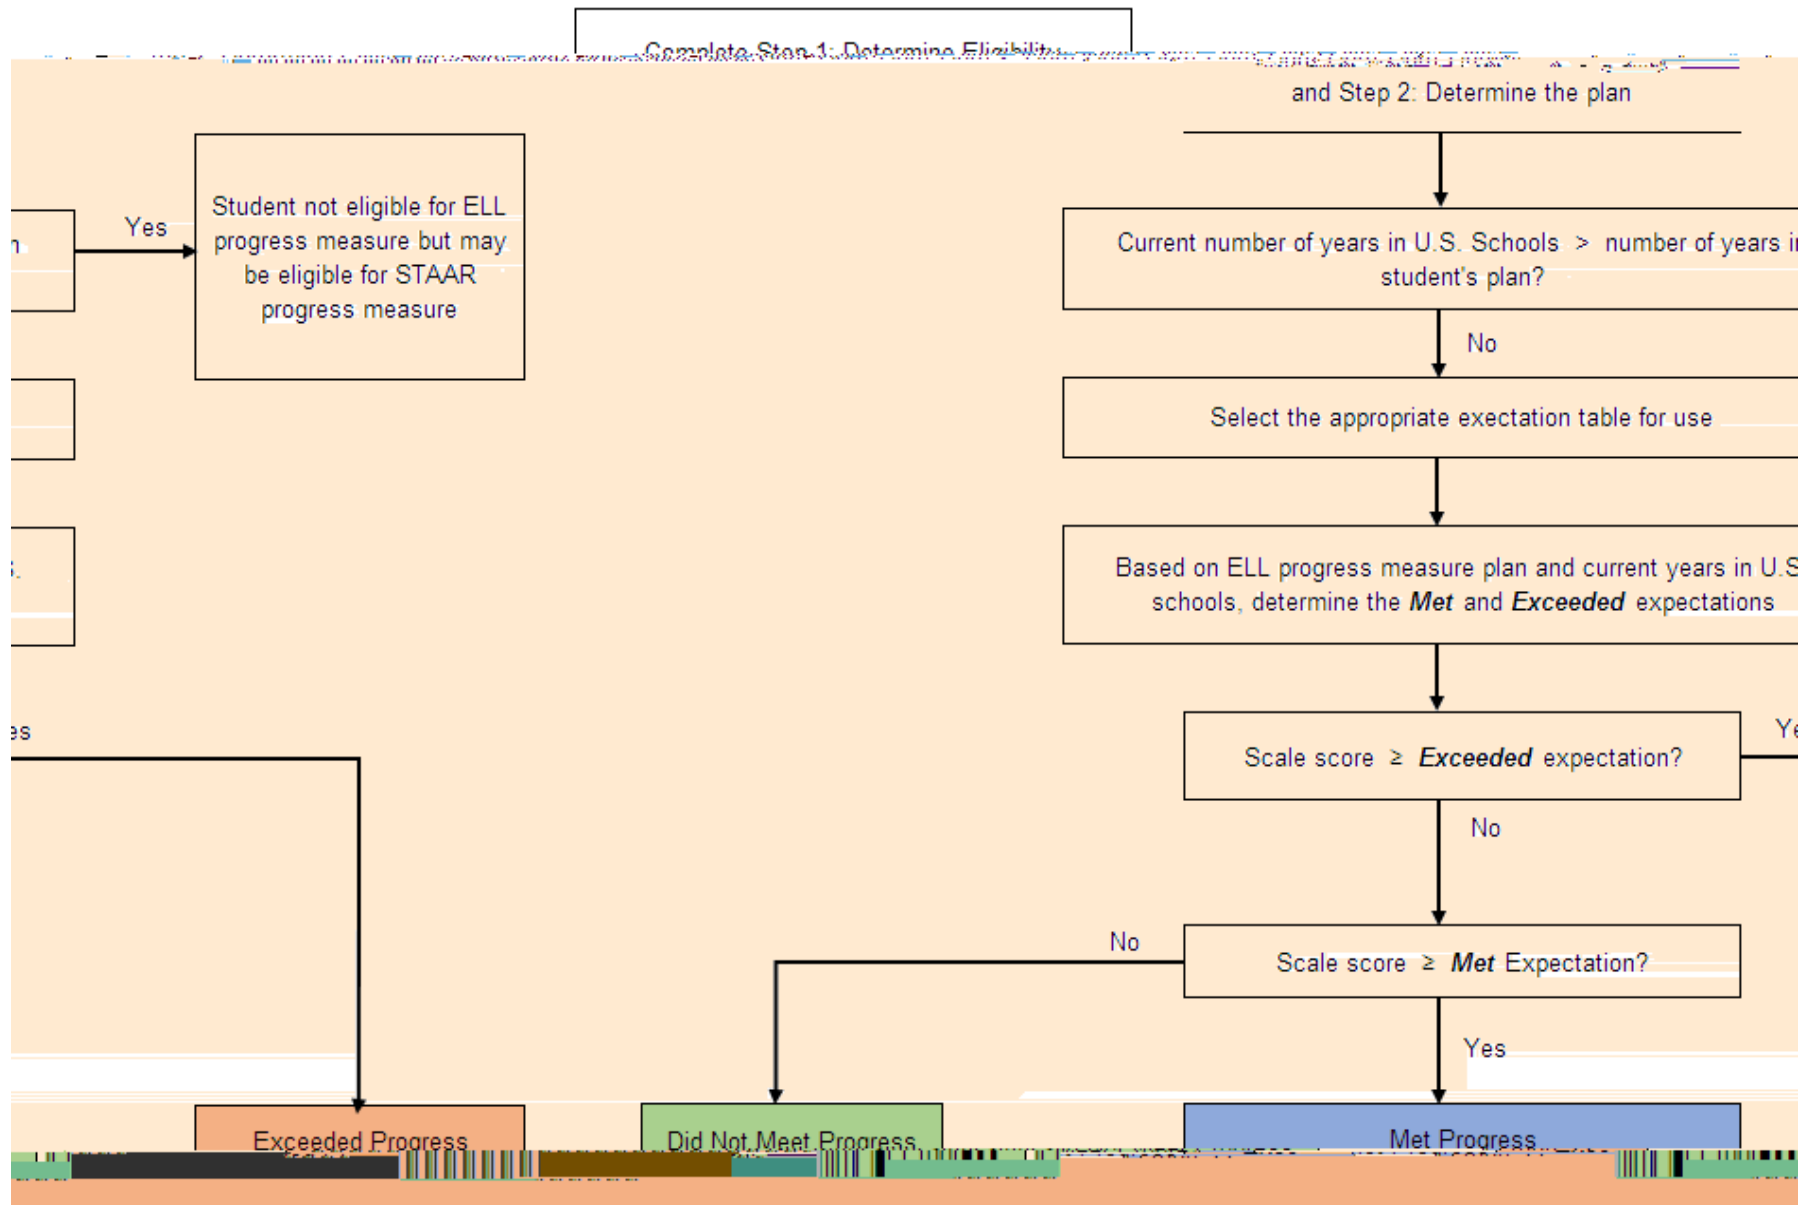 Complete Step 1: Determine Eligibility
and Step 2: Determine the plan
Yes
Student not eligible for ELL
progress measure but may
be eligible for STAAR
progress measure
Current number of years in U.S. Schools > number of years in
student's plan?
No
Select the appropriate exectation table for use
Based on ELL progress measure plan and current years in U.S
schools, determine the Met and Exceeded expectations
Scale score ≥ Exceeded expectation?
No
Scale score ≥ Met Expectation?
No
Yes
Exceeded Progress
Did Not Meet Progress
Met Progress